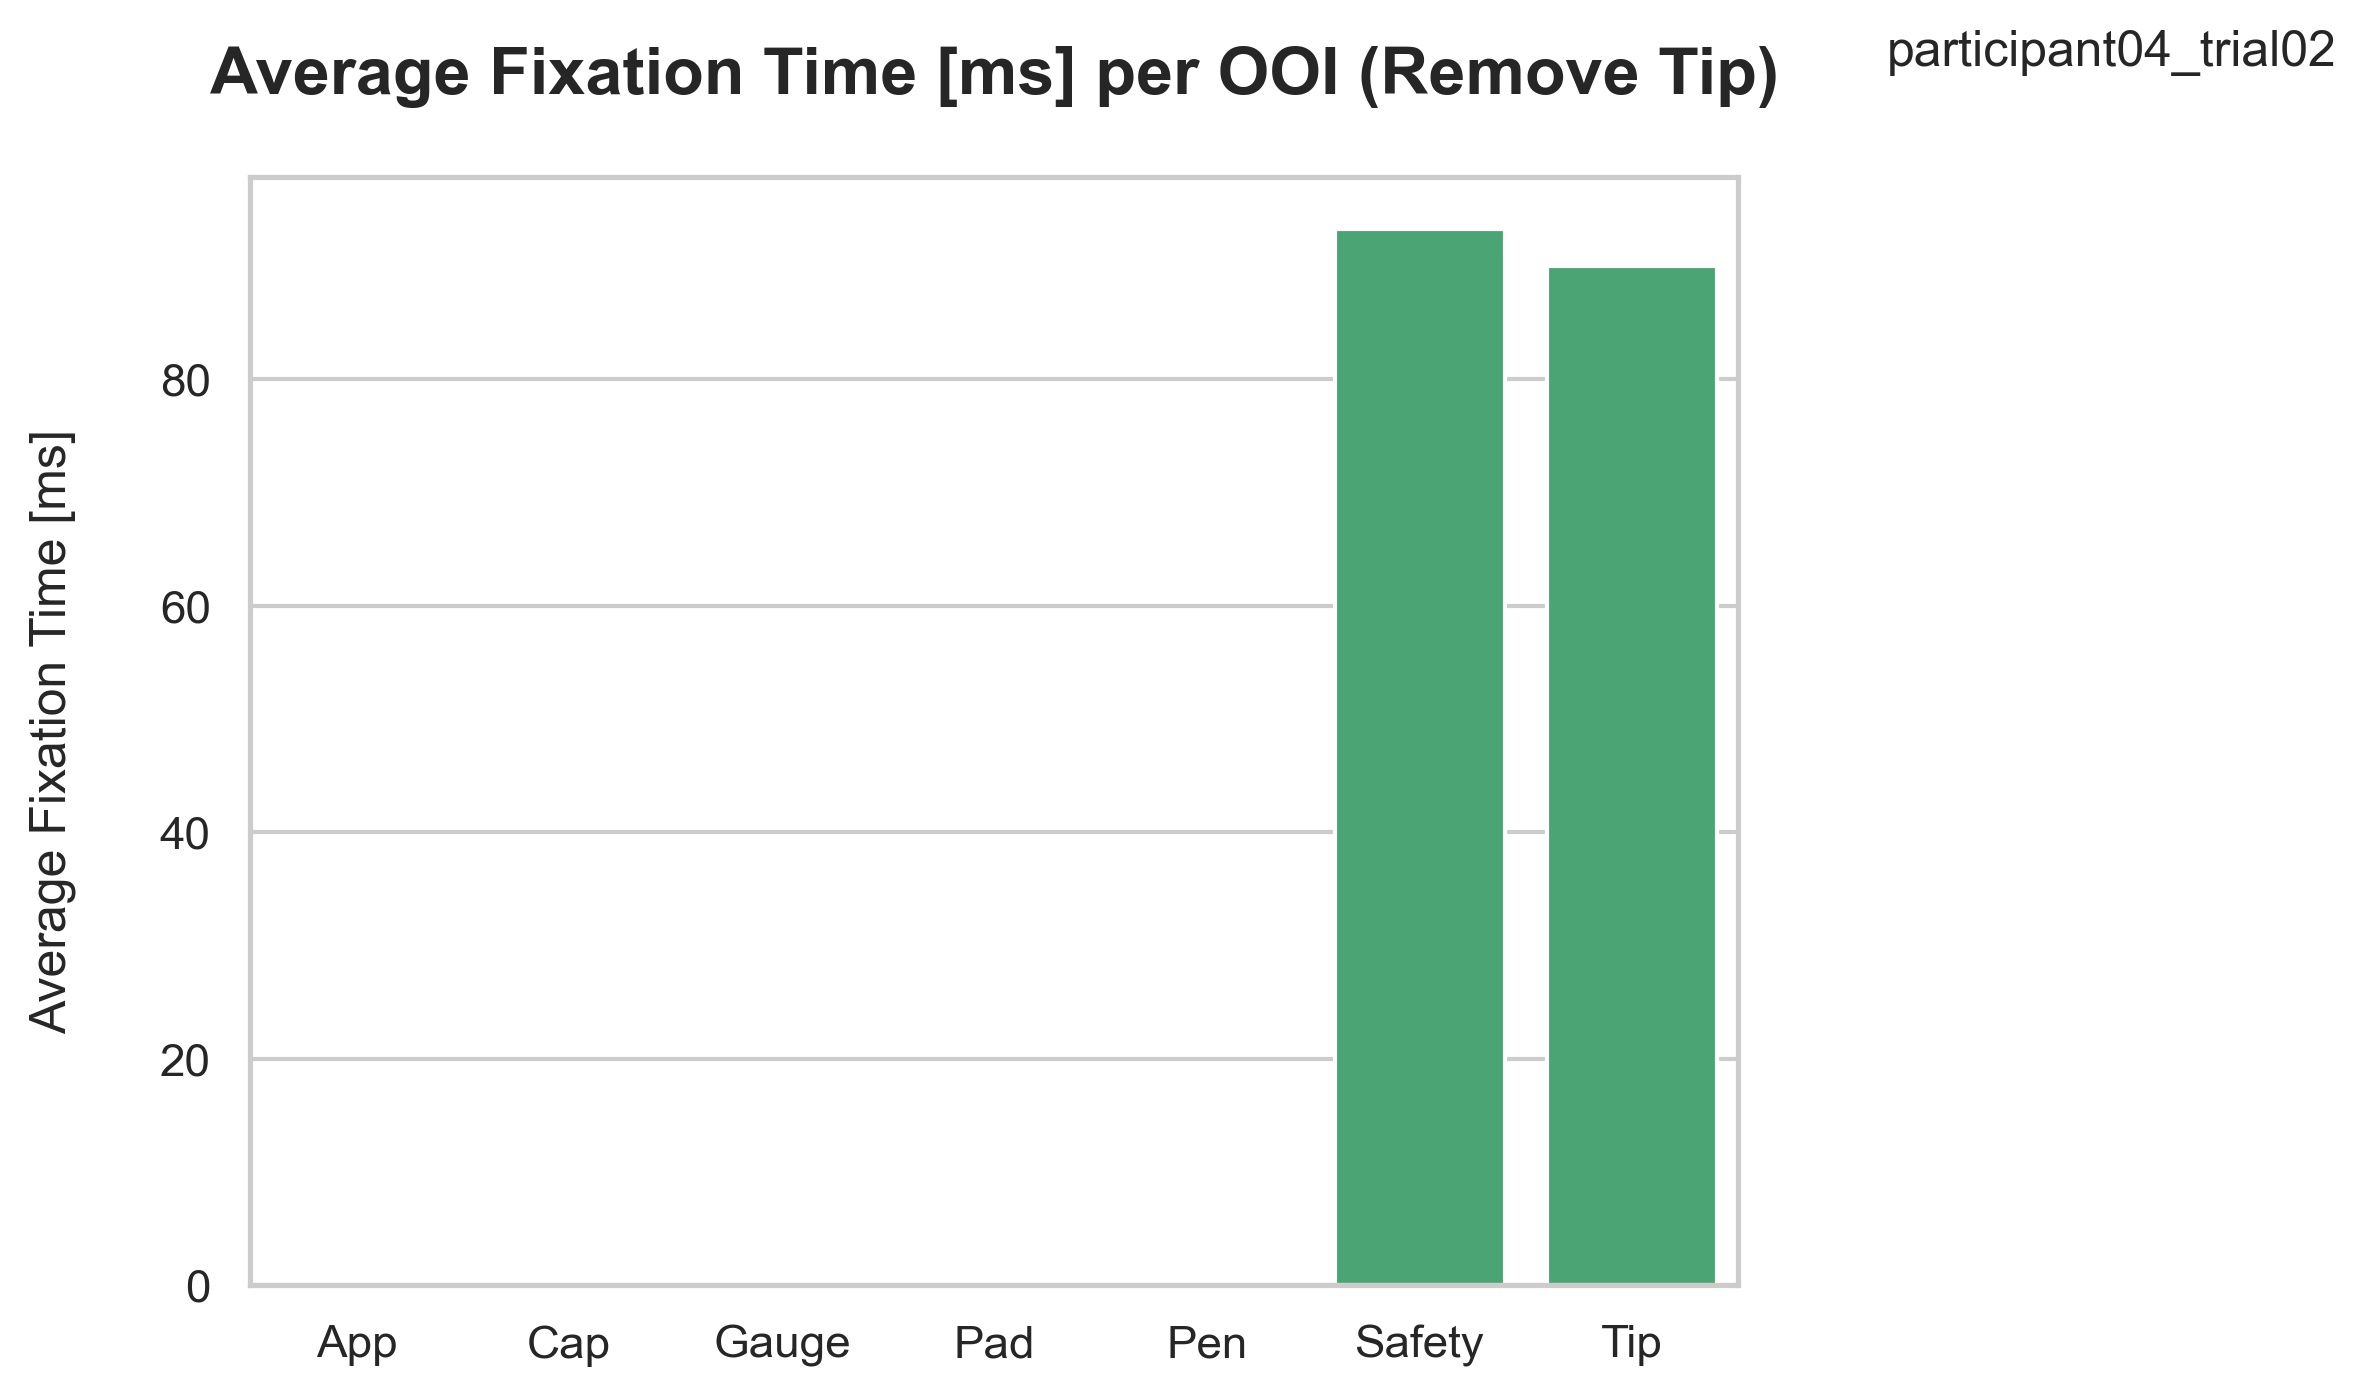 Average Fixation Time [ms] per OOI (Remove Tip)
participant04_trial02
Average Fixation Time [ms]
80
60
40
20
0
App Cap Gauge Pad Pen Safety Tip